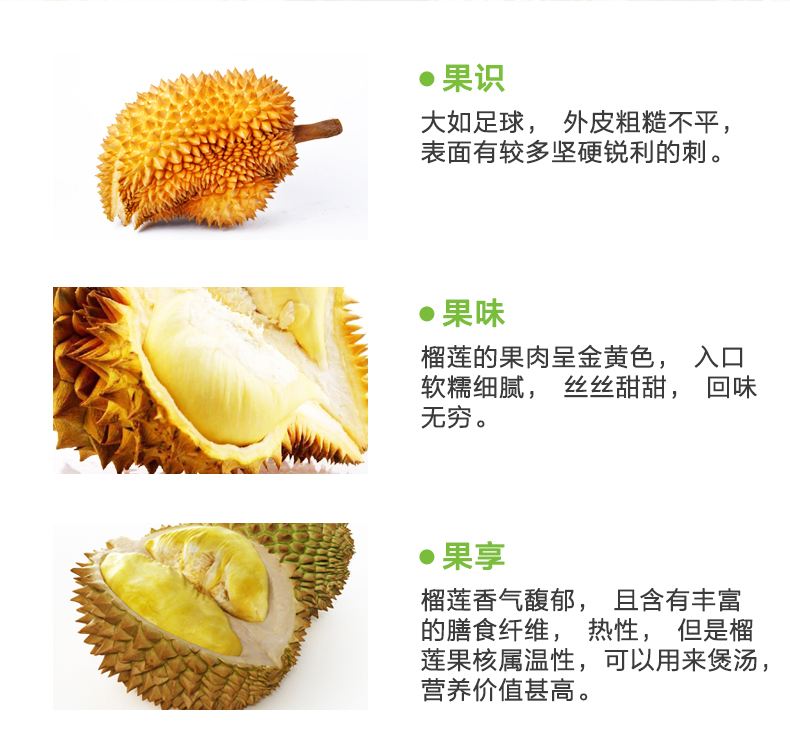 果识
大如足球， 外皮粗糙不平，
表面有较多坚硬锐利的刺。
果味
榴莲的果肉呈金黄色， 入口
软糯细腻， 丝丝甜甜， 回味
无穷。
果享
榴莲香气馥郁， 且含有丰富
的膳食纤维， 热性， 但是榴
莲果核属温性，可以用来煲汤，
营养价值甚高。